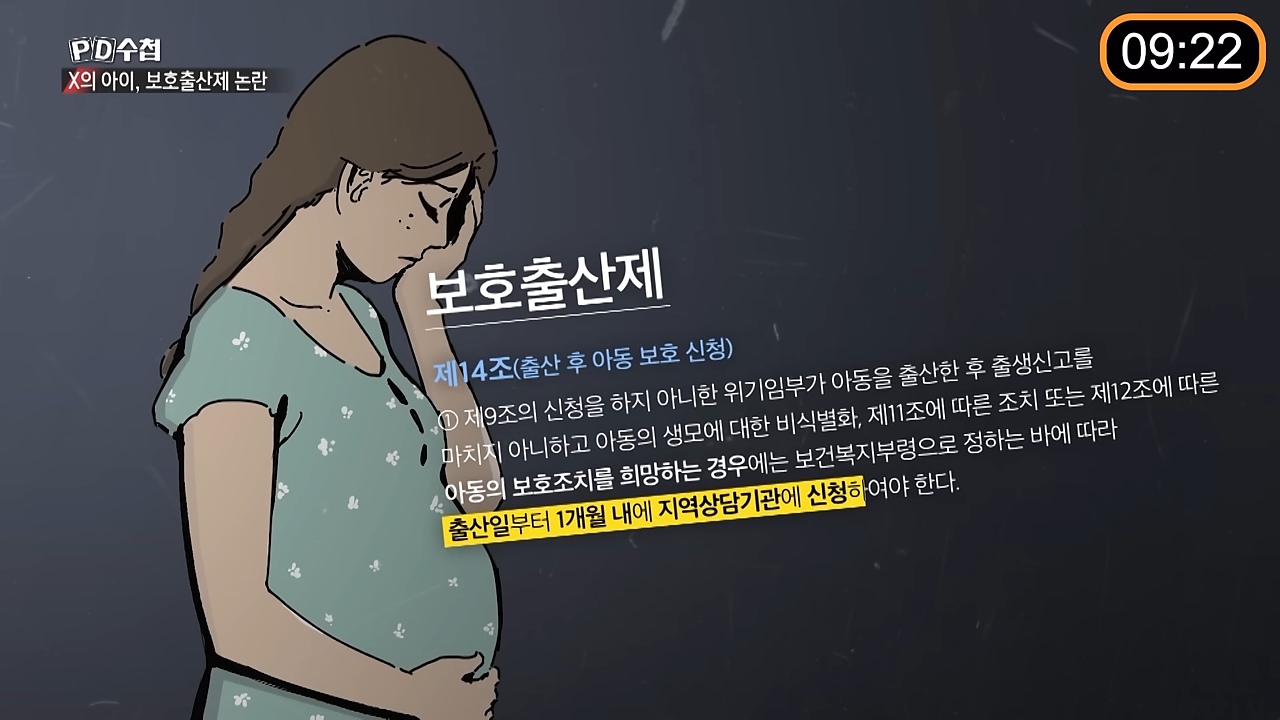 PD수첩
X의 아이, 보호출산제 논란
09:22
보호출산제
제14조(출산 후 아동 보호 신청)
① 제9조의 신청을 하지 아니한 위기임부가 아동을 출산한 후 출생신고를
마치지 아니하고 아동의 생모에 대한 비식별화, 제11조에 따른 조치 또는 제12조에 따른
아동의 보호조치를 희망하는 경우에는 보건복지부령으로 정하는 바에 따라
출산일부터 1개월 내에 지역상담기관에 신청하여야 한다.